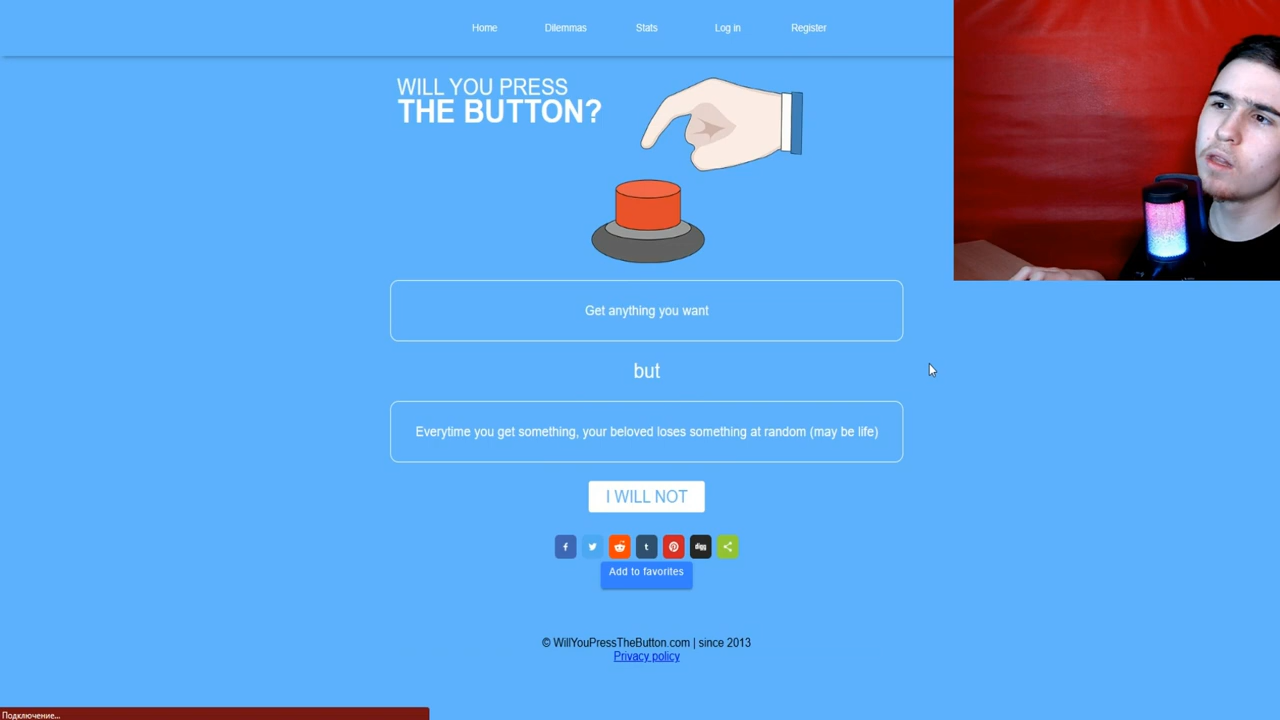 Home Dilemmas Stats Log in Register
WILL YOU PRESS
THE BUTTON?
Get anything you want
but
Everytime you get something, your beloved loses something at random (may be life)
I WILL NOT
digg
Add to favorites
© WillYouPressTheButton.com | since 2013
Privacy policy
Подключение...